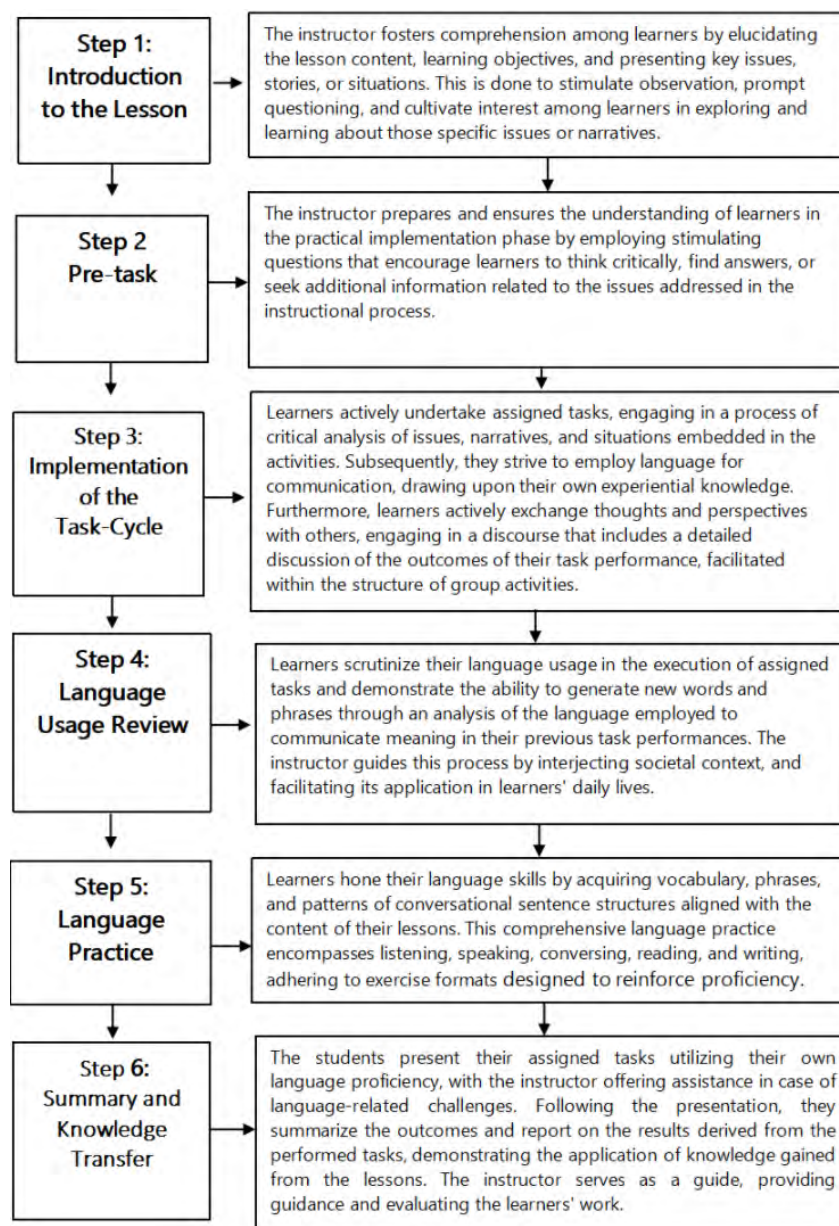 Step 1:
Introduction
to the Lesson
The instructor fosters comprehension among learners by elucidating
the lesson content, learning objectives, and presenting key issues,
stories, or situations. This is done to stimulate observation, prompt
questioning, and cultivate interest among learners in exploring and
learning about those specific issues or narratives.
Step 2
Pre-task
The instructor prepares and ensures the understanding of learners
in the practical implementation phase by employing stimulating
questions that encourage learners to think critically, find answers, or
seek additional information related to the issues addressed in the
instructional process.
Step 3:
Implementation
of the
Task-Cycle
Learners actively undertake assigned tasks, engaging in a process of
critical analysis of issues, narratives, and situations embedded in the
activities. Subsequently, they strive to employ language for
communication, drawing upon their own experiential knowledge.
Furthermore, learners actively exchange thoughts and perspectives
with others, engaging in a discourse that includes a detailed
discussion of the outcomes of their task performance, facilitated
within the structure of group activities.
Step 4:
Language
Usage Review
Learners scrutinize their language usage in the execution of assigned
tasks and demonstrate the ability to generate new words and
phrases through an analysis of the language employed to
communicate meaning in their previous task performances. The
instructor guides this process by interjecting societal context, and
facilitating its application in learners' daily lives.
Step 5:
Language
Practice
Learners hone their language skills by acquiring vocabulary, phrases,
and patterns of conversational sentence structures aligned with the
content of their lessons. This comprehensive language practice
encompasses listening, speaking, conversing, reading, and writing,
adhering to exercise formats designed to reinforce proficiency.
Step 6:
Summary and
Knowledge
Transfer
The students present their assigned tasks utilizing their own
language proficiency, with the instructor offering assistance in case of
language-related challenges. Following the presentation, they
summarize the outcomes and report on the results derived from the
performed tasks, demonstrating the application of knowledge gained
from the lessons. The instructor serves as a guide, providing
guidance and evaluating the learners' work.